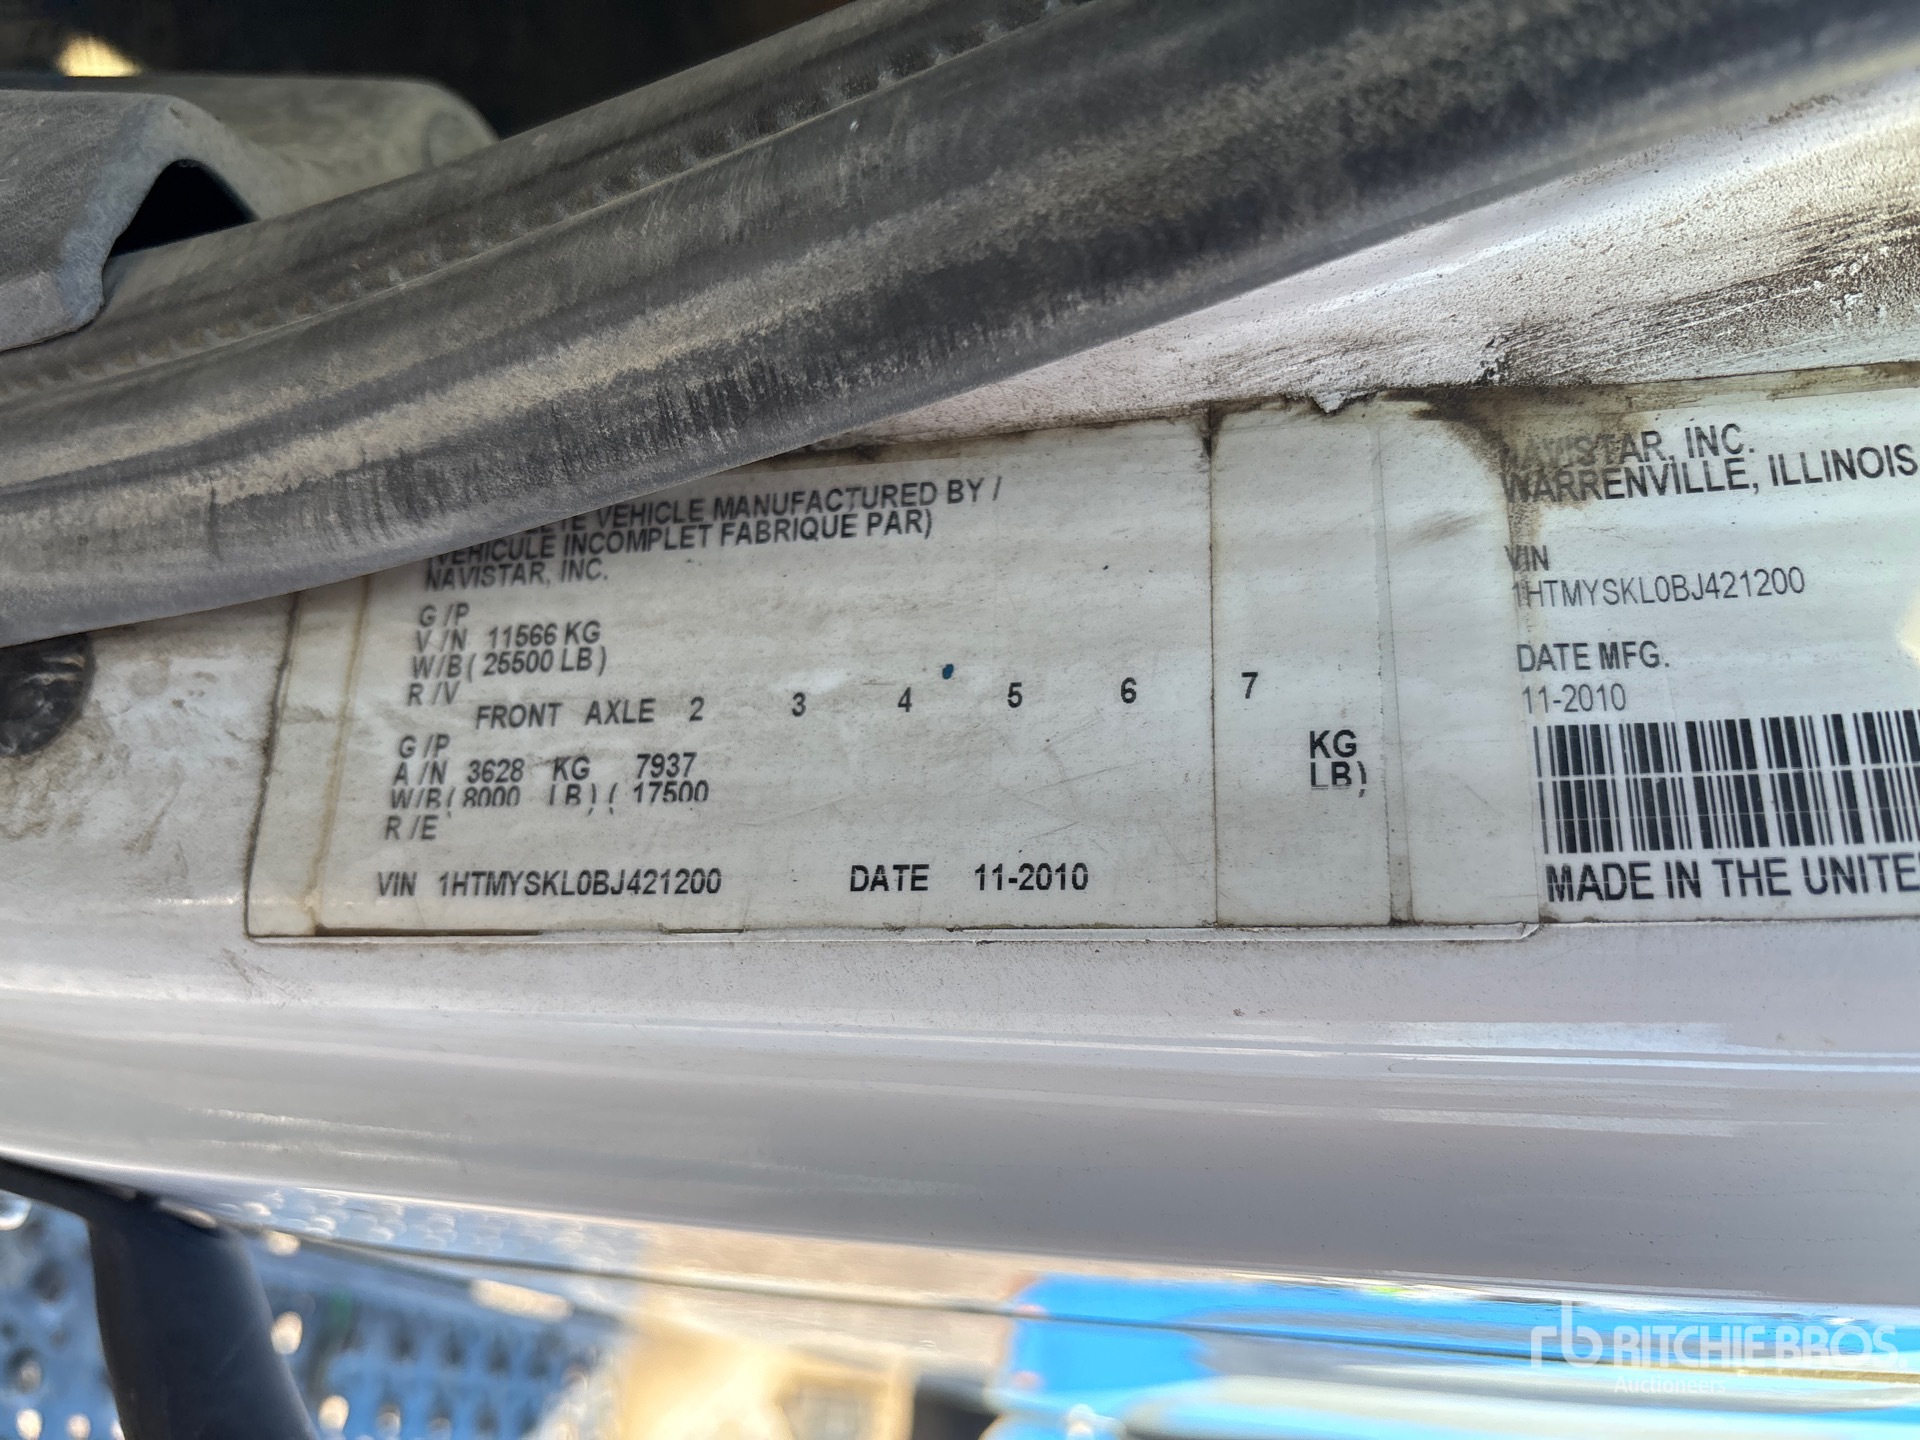 VEHICLE MANUFACTURED BY /
(VEHICULE INCOMPLET FABRIQUE PAR)
NAVISTAR, INC.
G /P
V /N 11566 KG
W/B ( 25500 LB )
R /V
FRONT AXLE 2 3 4 5 6 7
G /P
A /N 3628 KG 7937 KG
W/B ( 8000 LB ) ( 17500 LB )
R /E
VIN 1HTMYSKL0BJ421200 DATE 11-2010
NAVISTAR, INC.
WARRENVILLE, ILLINOIS
VIN
1HTMYSKL0BJ421200
DATE MFG.
11-2010
MADE IN THE UNITE
rb RITCHIE BROS.
Auctioneers